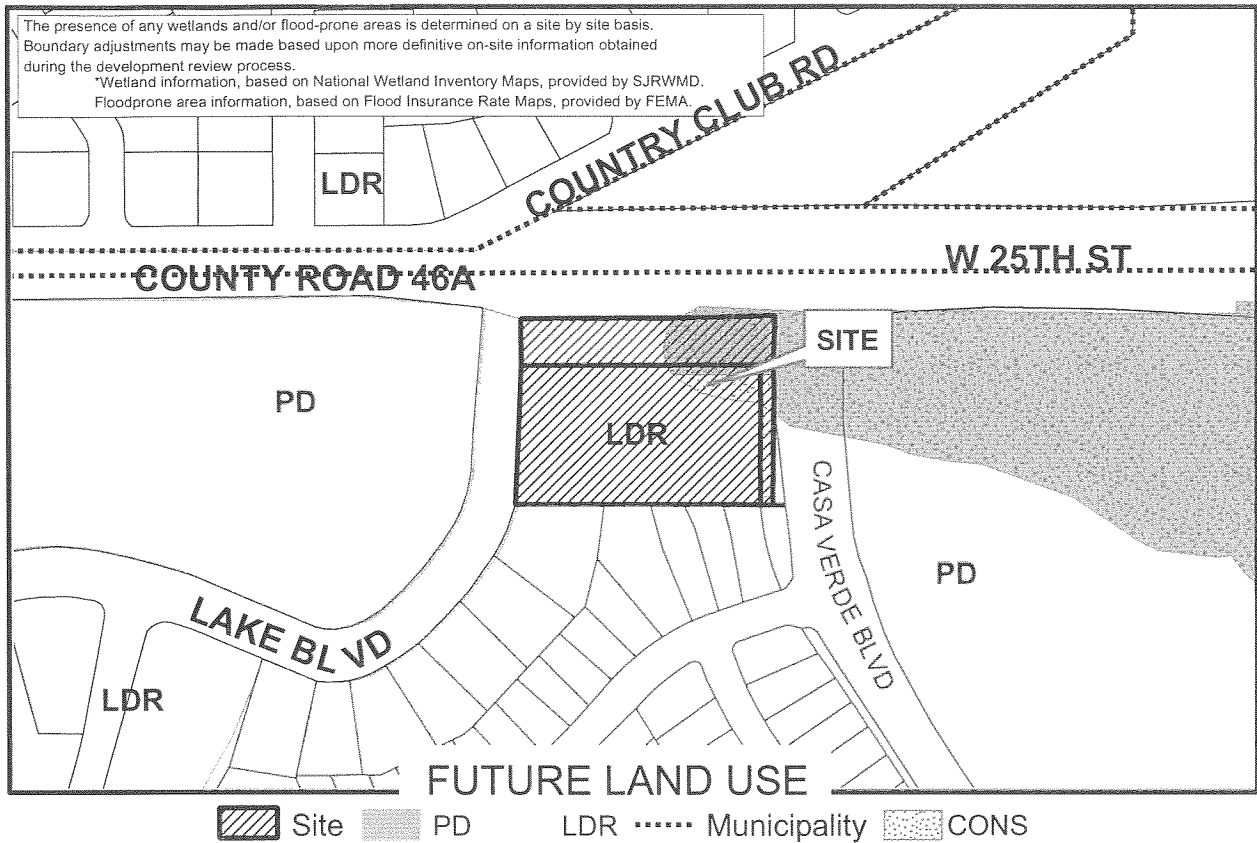 The presence of any wetlands and/or flood-prone areas is determined on a site by site basis.
Boundary adjustments may be made based upon more definitive on-site information obtained
during the development review process.
*Wetland information, based on National Wetland Inventory Maps, provided by SJRWMD.
Floodprone area information, based on Flood Insurance Rate Maps, provided by FEMA.
COUNTRY CLUB RD
LDR
COUNTY ROAD 46A
W 25TH ST
SITE
PD
LDR
CASA VERDE BLVD
PD
LAKE BLVD
LDR
FUTURE LAND USE
Site PD LDR Municipality CONS